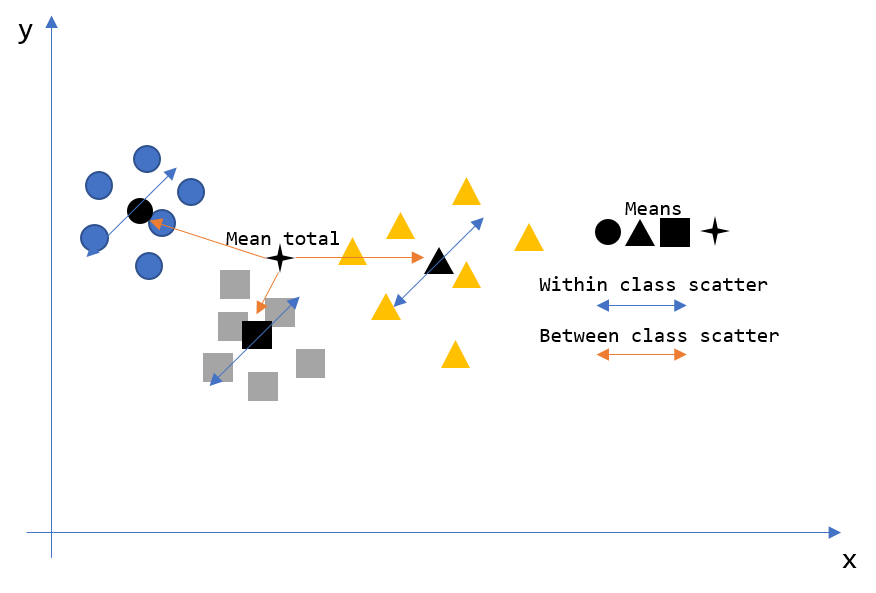 y
Means
Mean total
Within class scatter
Between class scatter
x